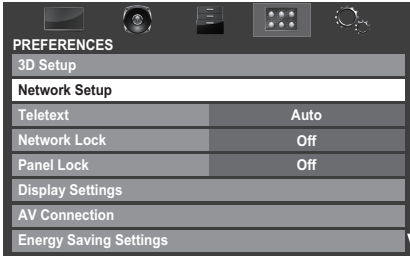 PREFERENCES
3D Setup
Network Setup
Teletext Auto
Network Lock Off
Panel Lock Off
Display Settings
AV Connection
Energy Saving Settings